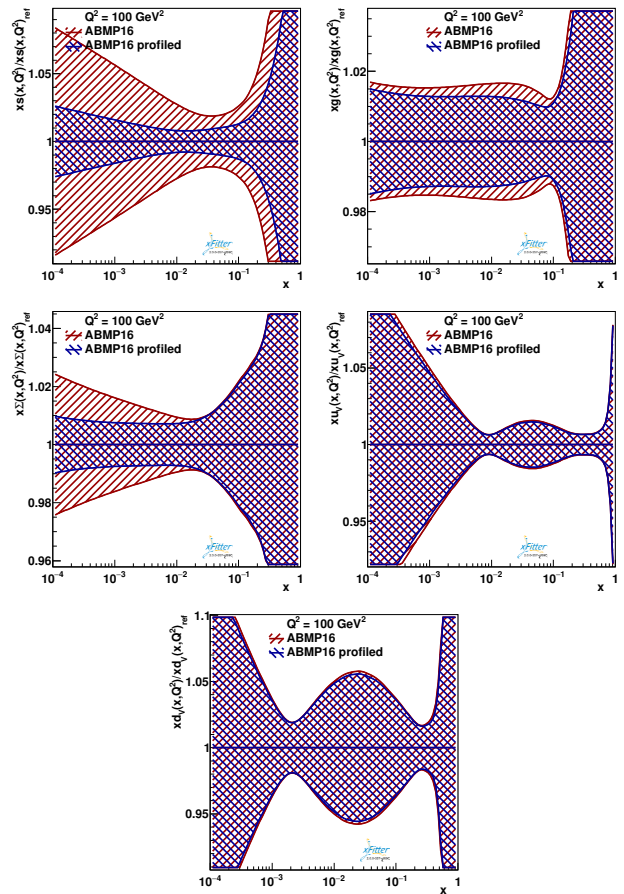 xs(x,Q²)/xs(x,Q²)ref
Q² = 100 GeV²
ABMP16
ABMP16 profiled
1.05
1
0.95
xFitter
10⁻⁴ 10⁻³ 10⁻² 10⁻¹ 1
x
xg(x,Q²)/xg(x,Q²)ref
Q² = 100 GeV²
ABMP16
ABMP16 profiled
1.02
1
0.98
xFitter
10⁻⁴ 10⁻³ 10⁻² 10⁻¹ 1
x
xΣ(x,Q²)/xΣ(x,Q²)ref
Q² = 100 GeV²
ABMP16
ABMP16 profiled
1.04
1.02
1
0.98
0.96
xFitter
10⁻⁴ 10⁻³ 10⁻² 10⁻¹ 1
x
xuV(x,Q²)/xuV(x,Q²)ref
Q² = 100 GeV²
ABMP16
ABMP16 profiled
1.05
1
0.95
xFitter
10⁻⁴ 10⁻³ 10⁻² 10⁻¹ 1
x
xdV(x,Q²)/xdV(x,Q²)ref
Q² = 100 GeV²
ABMP16
ABMP16 profiled
1.1
1.05
1
0.95
xFitter
10⁻⁴ 10⁻³ 10⁻² 10⁻¹ 1
x